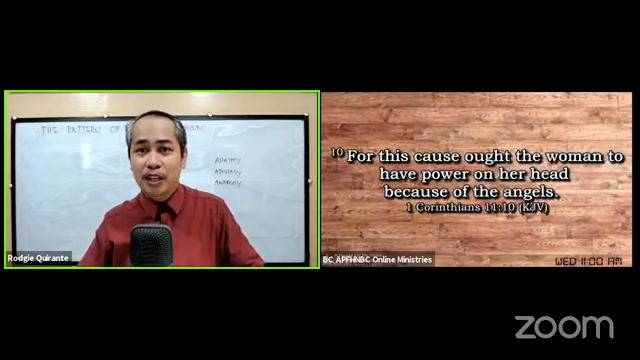 THE PATTERN OF
APATHY
APOSTASY
ANARCHY
Rodgie Quirante
10 For this cause ought the woman to
have power on her head
because of the angels.
1 Corinthians 11:10 (KJV)
BC APFHNBC Online Ministries
WED 11:00 AM
zoom